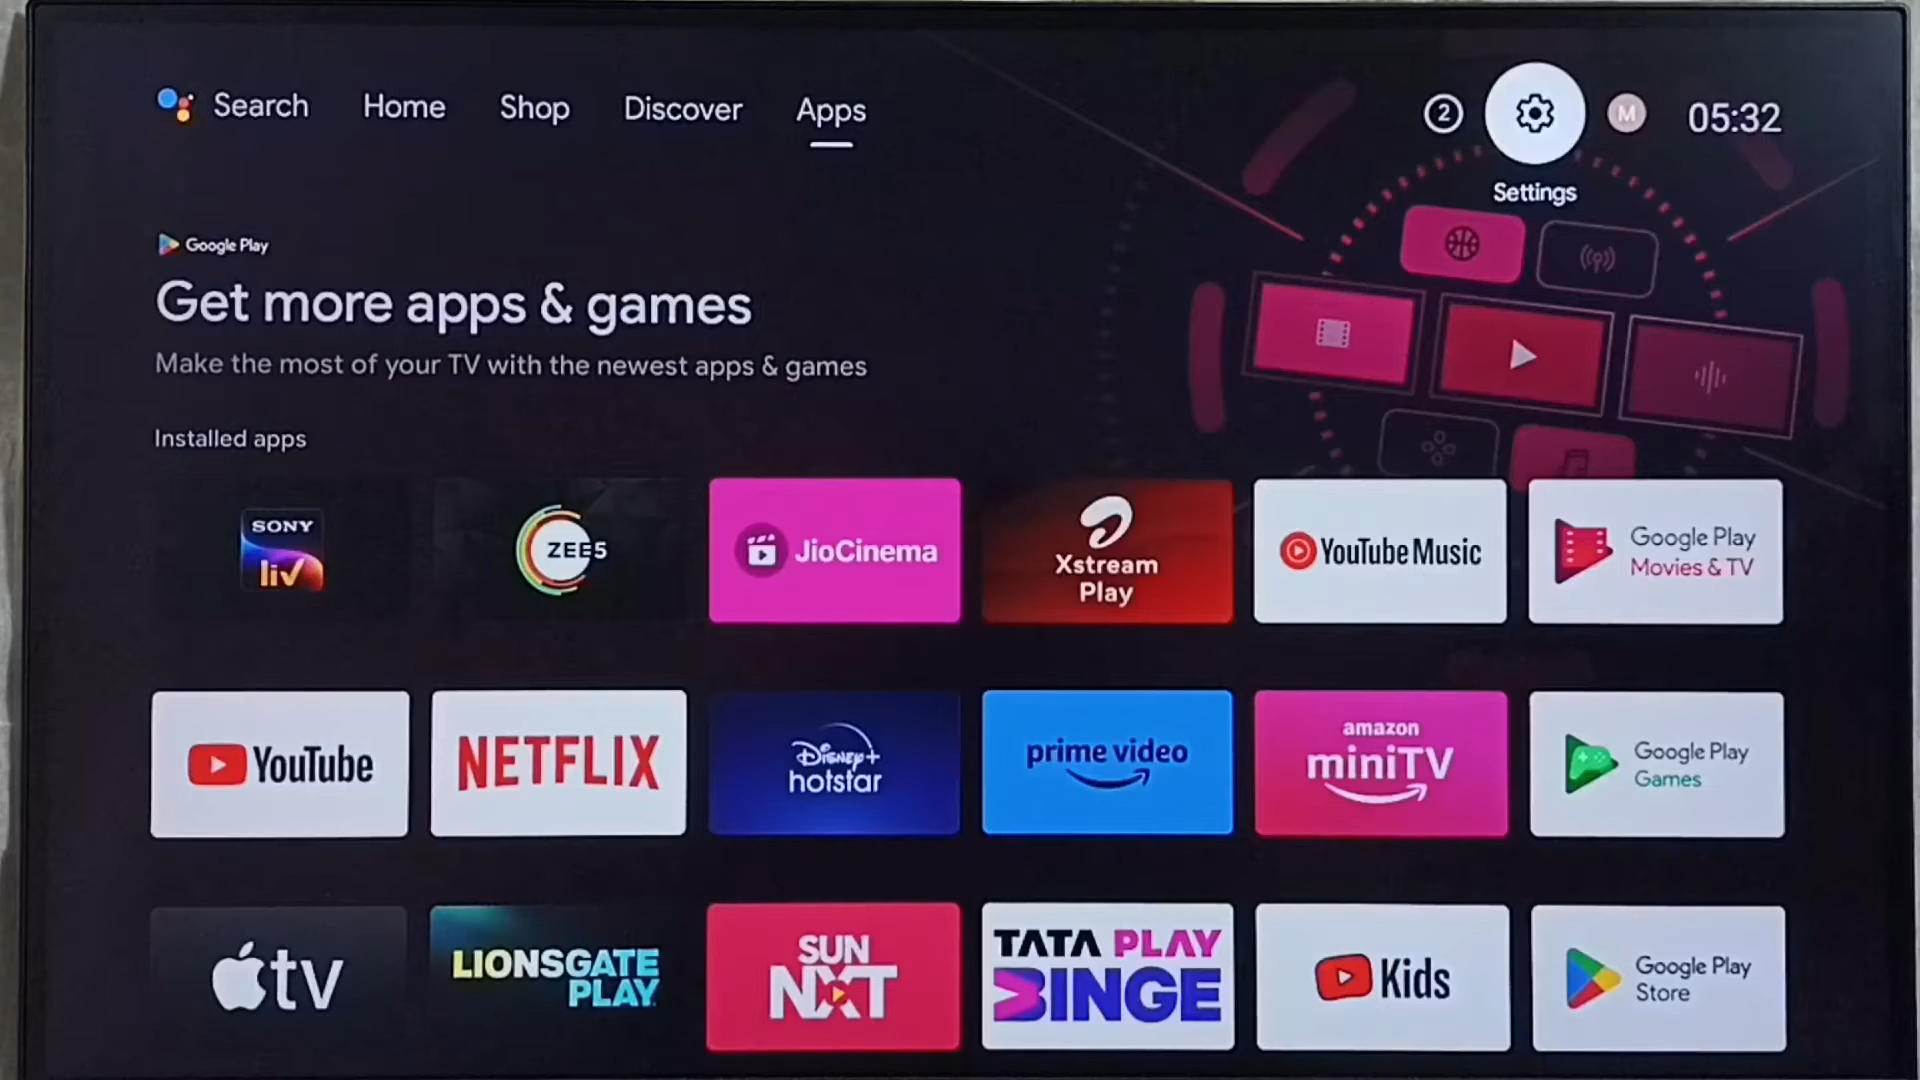 Search
Home
Shop
Discover
Apps
2
M
05:32
Settings
Google Play
Get more apps & games
Make the most of your TV with the newest apps & games
Installed apps
SONY
liv
ZEE5
JioCinema
Xstream
Play
YouTube Music
Google Play
Movies & TV
YouTube
NETFLIX
Disney+
hotstar
prime video
amazon
miniTV
Google Play
Games
tv
LIONSGATE
PLAY
SUN
NXT
TATA PLAY
BINGE
Kids
Google Play
Store